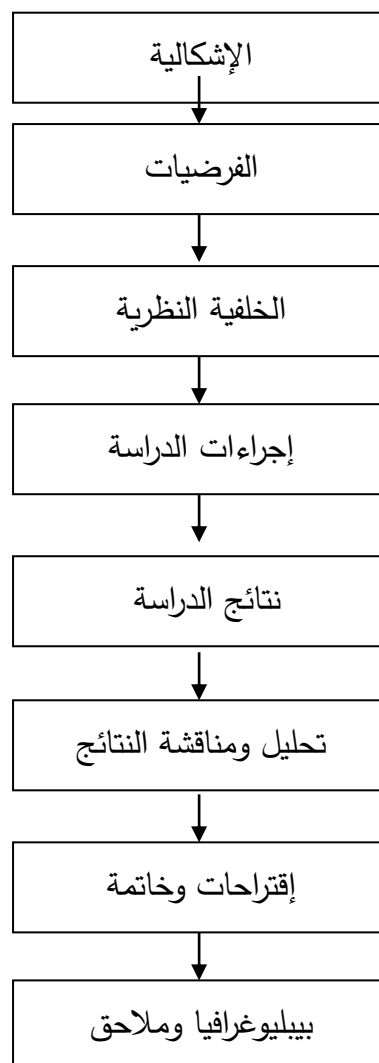 الإشكالية
الفرضيات
الخلفية النظرية
إجراءات الدراسة
نتائج الدراسة
تحليل ومناقشة النتائج
إقتراحات وخاتمة
بيبليوغرافيا وملاحق